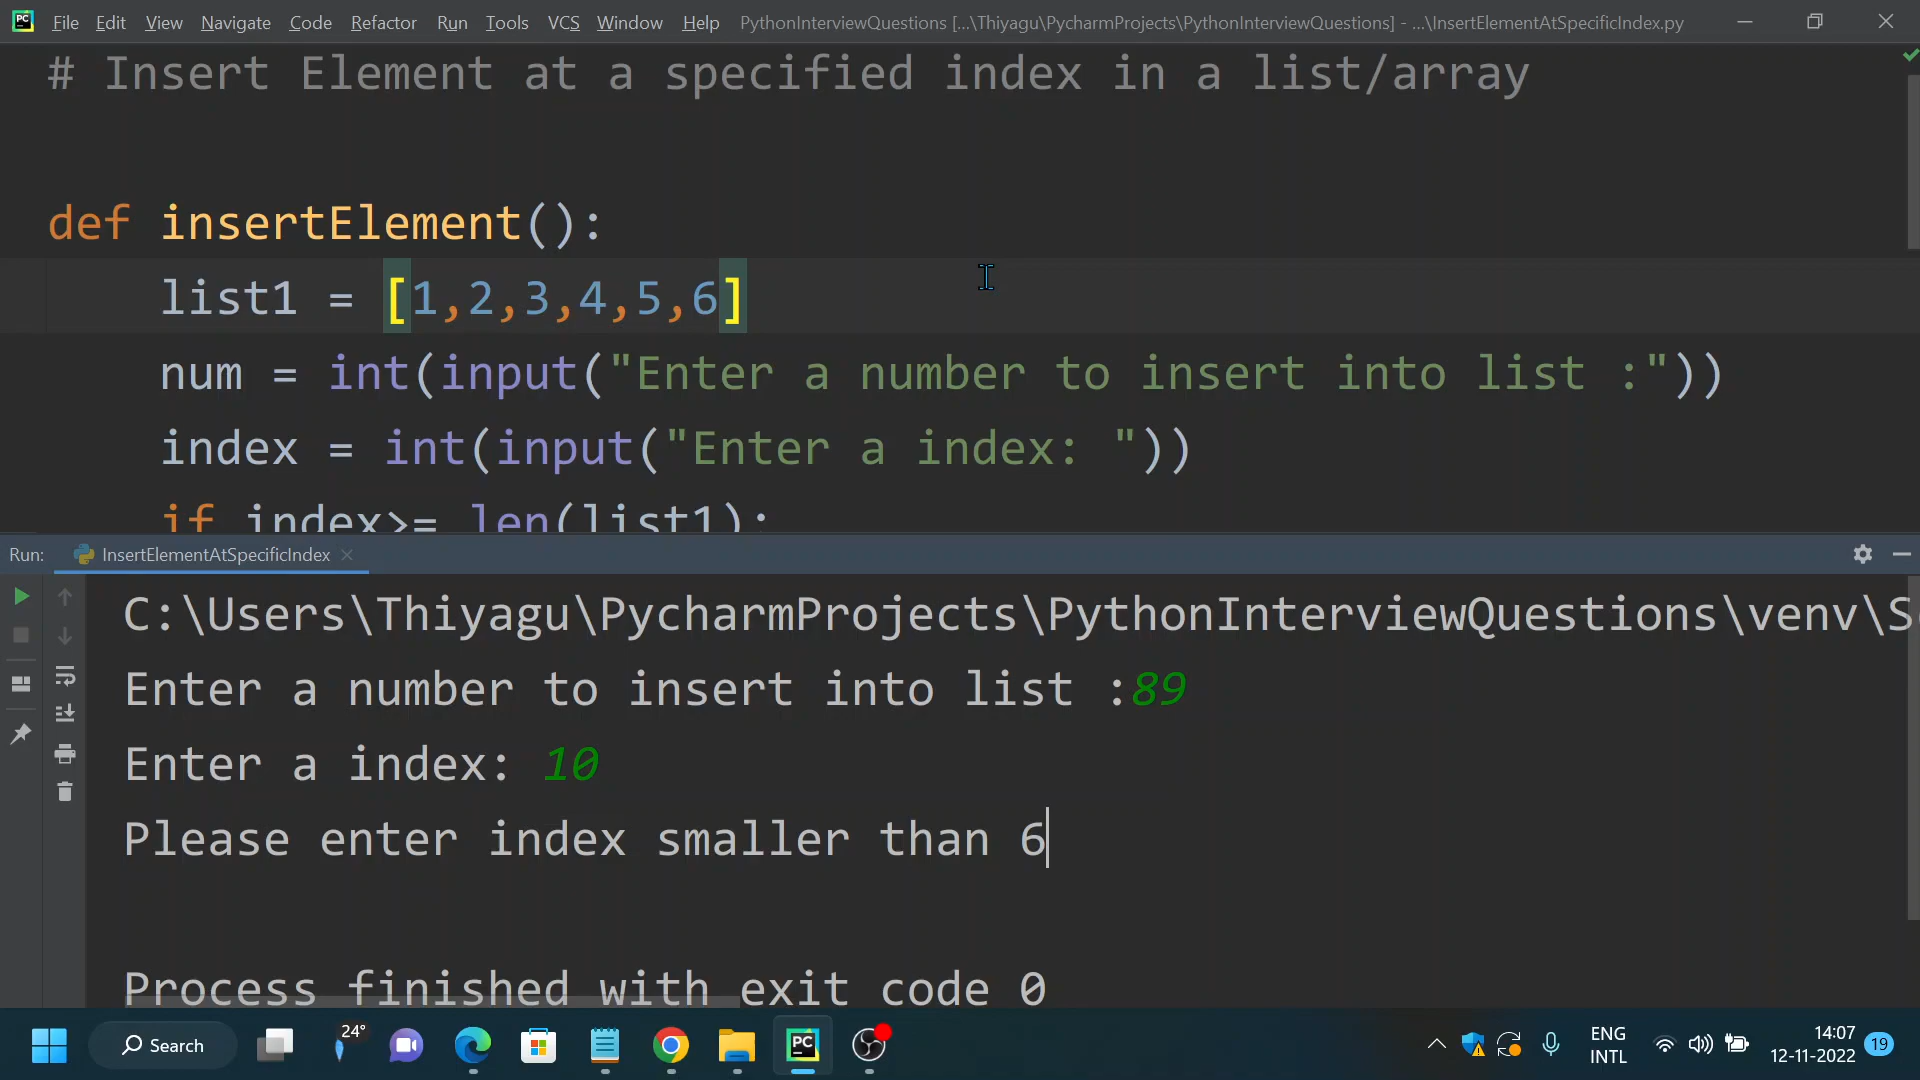 PC File Edit View Navigate Code Refactor Run Tools VCS Window Help PythonInterviewQuestions [...\Thiyagu\PycharmProjects\PythonInterviewQuestions] - ...\InsertElementAtSpecificIndex.py
# Insert Element at a specified index in a list/array
def insertElement():
list1 = [1,2,3,4,5,6]
num = int(input("Enter a number to insert into list :"))
index = int(input("Enter a index: "))
if index>= len(list1):
Run: InsertElementAtSpecificIndex
C:\Users\Thiyagu\PycharmProjects\PythonInterviewQuestions\venv\S
Enter a number to insert into list :89
Enter a index: 10
Please enter index smaller than 6
Process finished with exit code 0
Search 24° PC ENG INTL 14:07 12-11-2022 19